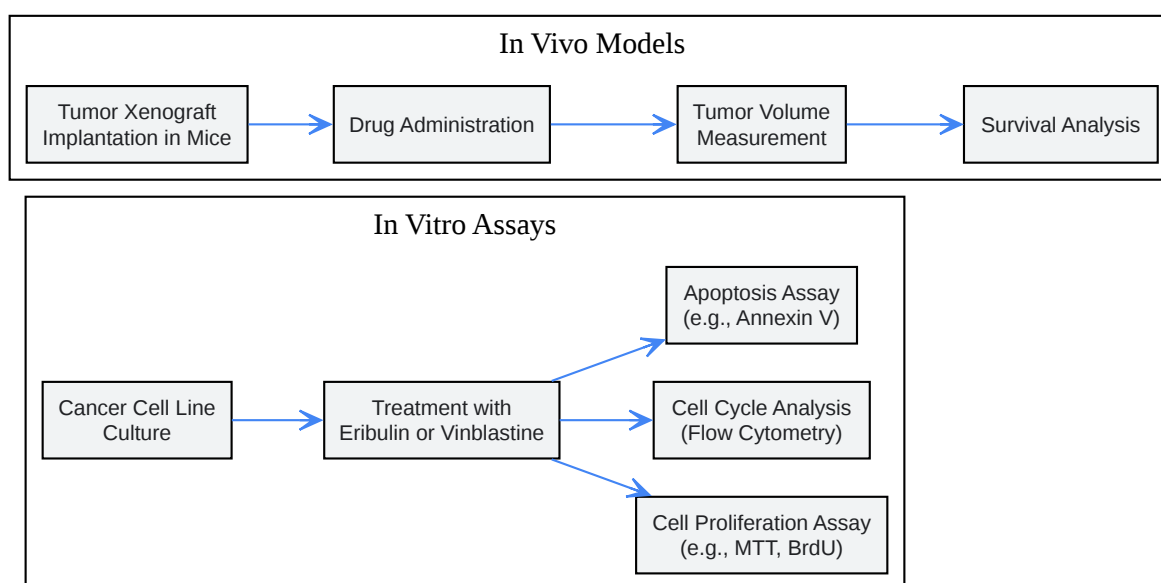 In Vivo Models
Tumor Xenograft
Implantation in Mice
Drug Administration
Tumor Volume
Measurement
Survival Analysis
In Vitro Assays
Apoptosis Assay
(e.g., Annexin V)
Cancer Cell Line
Culture
Treatment with
Eribulin or Vinblastine
Cell Cycle Analysis
(Flow Cytometry)
Cell Proliferation Assay
(e.g., MTT, BrdU)